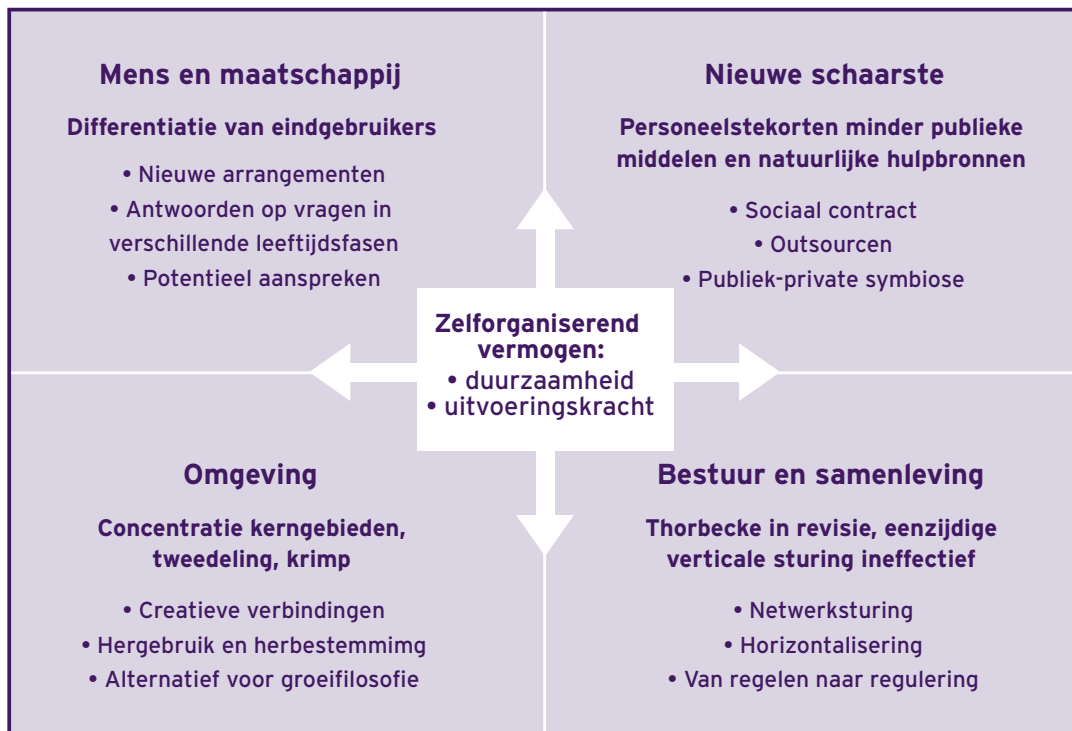 Mens en maatschappij
Differentiatie van eindgebruikers
• Nieuwe arrangementen
• Antwoorden op vragen in
verschillende leeftijdsfasen
• Potentieel aanspreken
Nieuwe schaarste
Personeelstekorten minder publieke
middelen en natuurlijke hulpbronnen
• Sociaal contract
• Outsourcen
• Publiek-private symbiose
Zelforganiserend
vermogen:
• duurzaamheid
• uitvoeringskracht
Omgeving
Concentratie kerngebieden,
tweedeling, krimp
• Creatieve verbindingen
• Hergebruik en herbestemmimg
• Alternatief voor groeifilosofie
Bestuur en samenleving
Thorbecke in revisie, eenzijdige
verticale sturing ineffectief
• Netwerksturing
• Horizontalisering
• Van regelen naar regulering